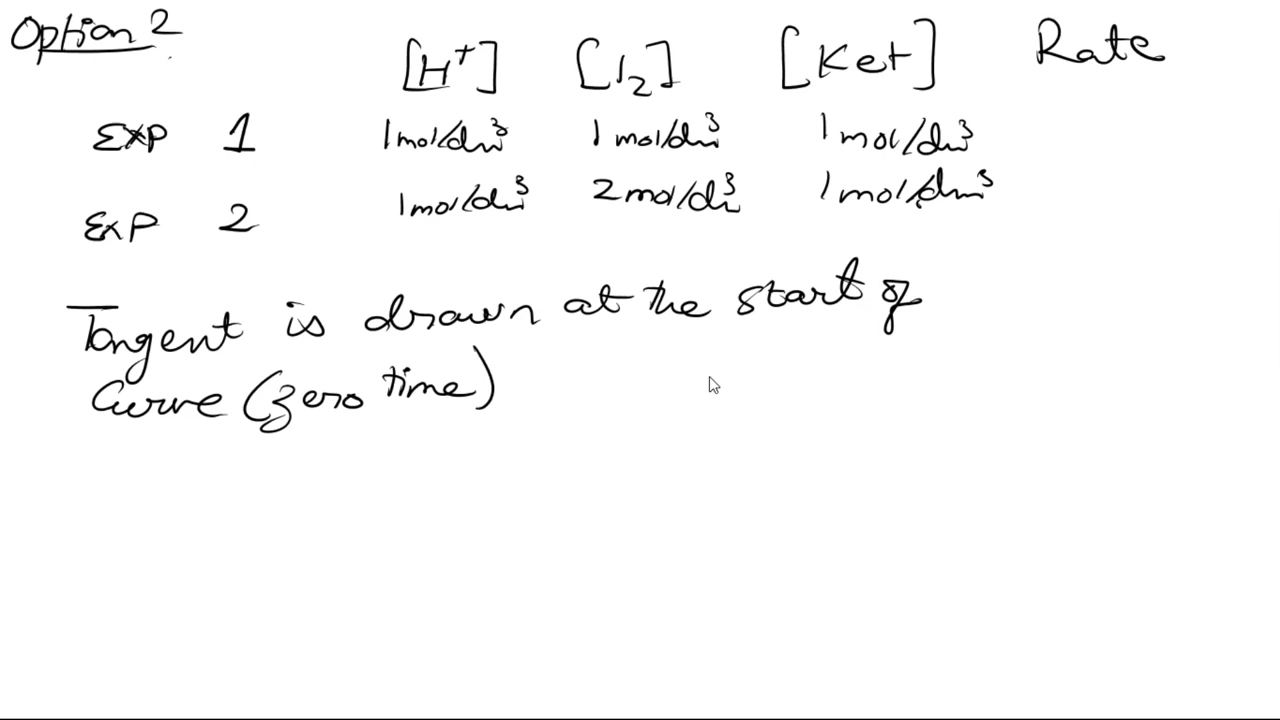 Option 2
[H⁺] [I₂] [Ket] Rate
Exp 1 1mol/dm³ 1mol/dm³ 1mol/dm³
Exp 2 1mol/dm³ 2mol/dm³ 1mol/dm³
Tangent is drawn at the start of
Curve (zero time)